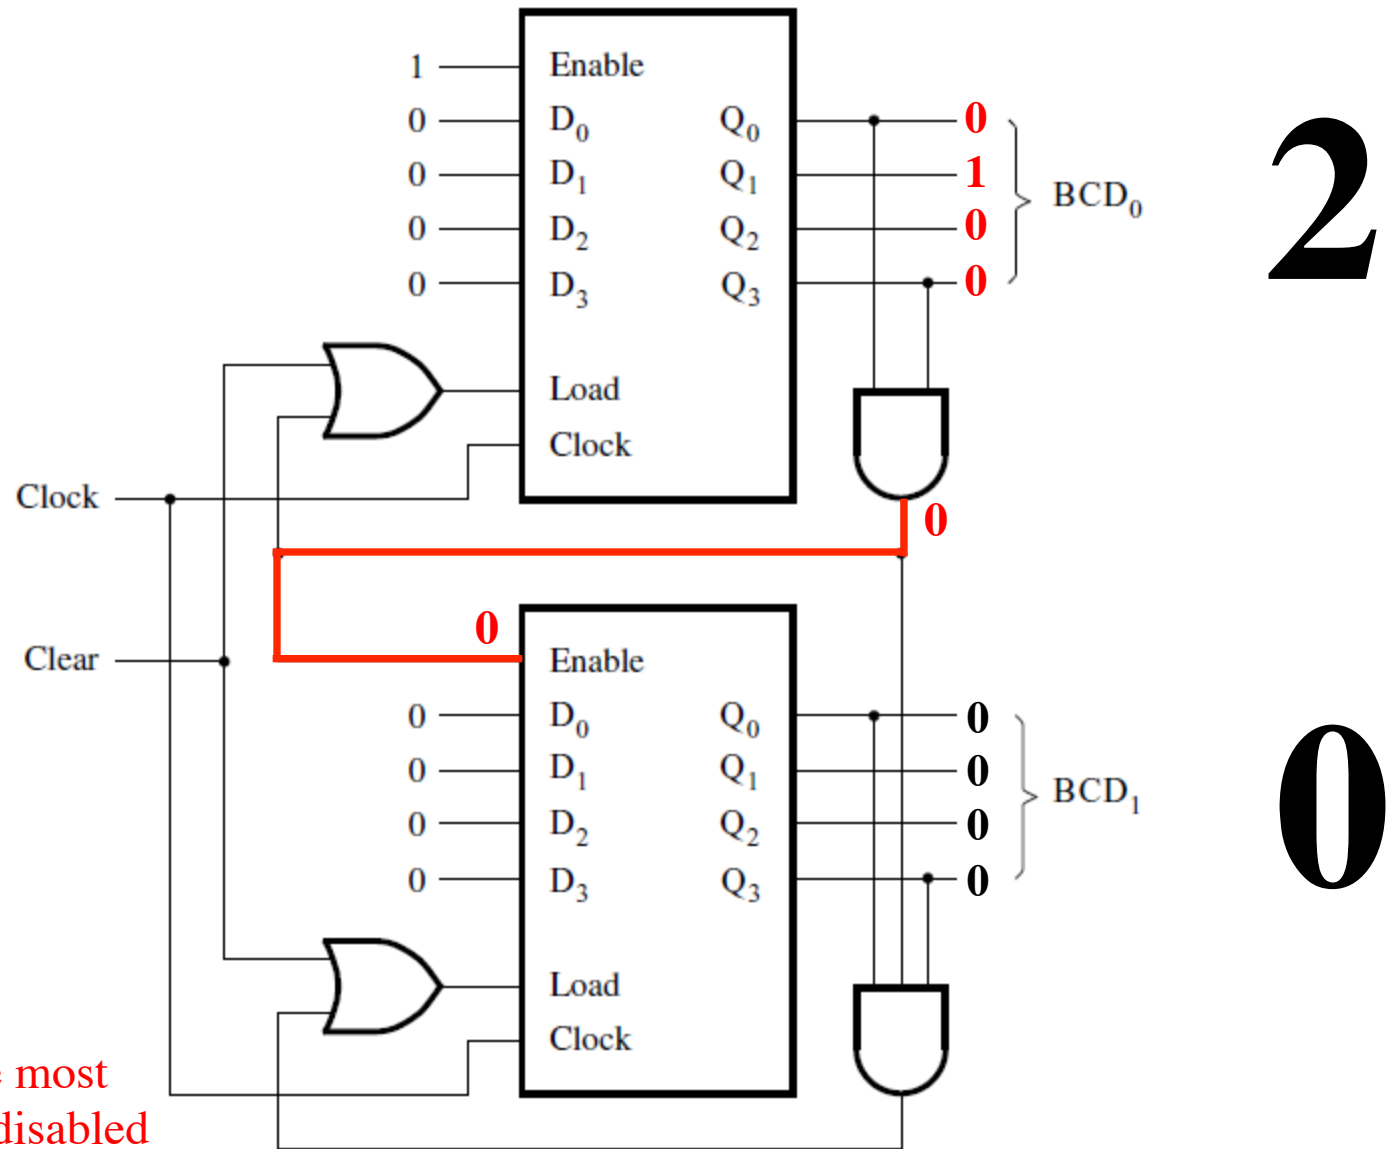 1 Enable
0 D0 Q0 0
0 D1 Q1 1 BCD0 2
0 D2 Q2 0
0 D3 Q3 0
Load
Clock
Clock
0
0
Clear Enable
0 D0 Q0 0
0 D1 Q1 0 BCD1 0
0 D2 Q2 0
0 D3 Q3 0
Load
Clock
most
disabled